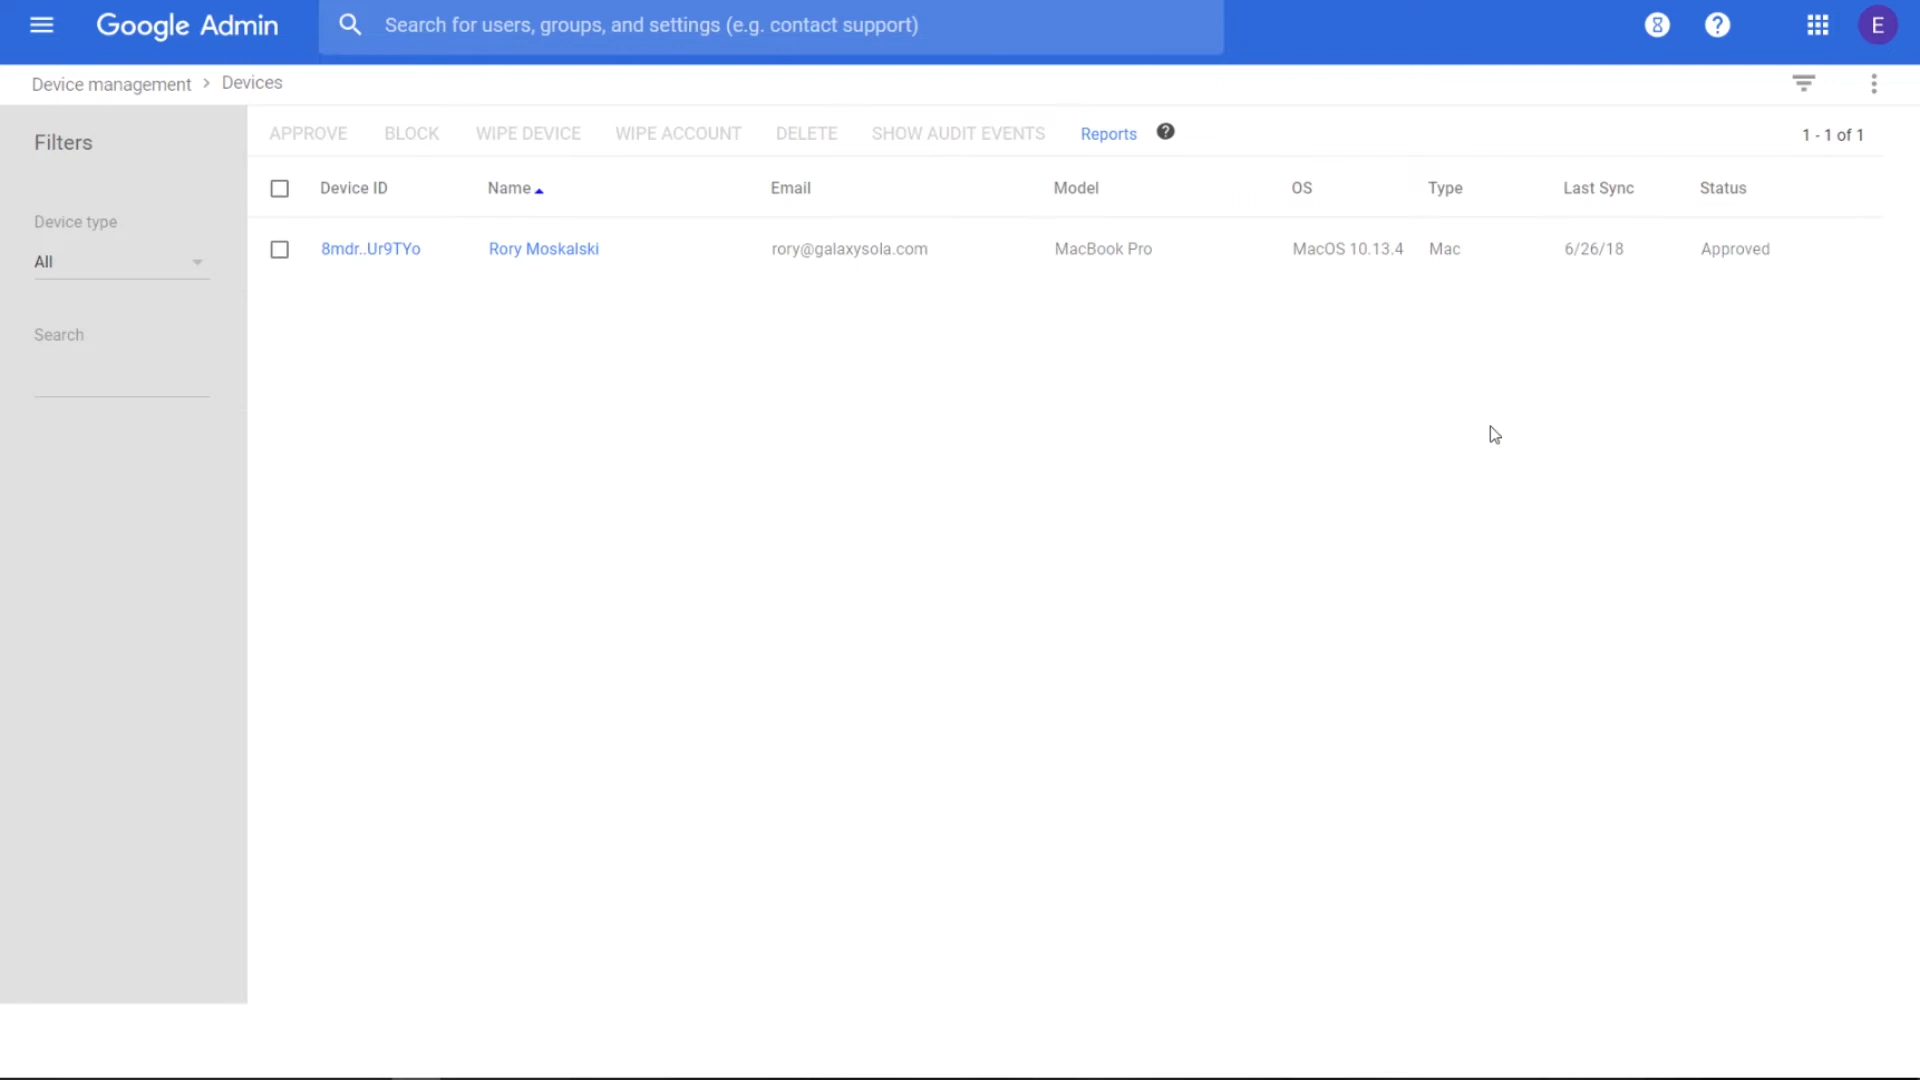 Google Admin
Search for users, groups, and settings (e.g. contact support)
E
Device management > Devices
Filters
APPROVE BLOCK WIPE DEVICE WIPE ACCOUNT DELETE SHOW AUDIT EVENTS Reports ?
1 - 1 of 1
Device ID Name Email Model OS Type Last Sync Status
Device type
All
8mdr..Ur9TYo Rory Moskalski rory@galaxysola.com MacBook Pro MacOS 10.13.4 Mac 6/26/18 Approved
Search